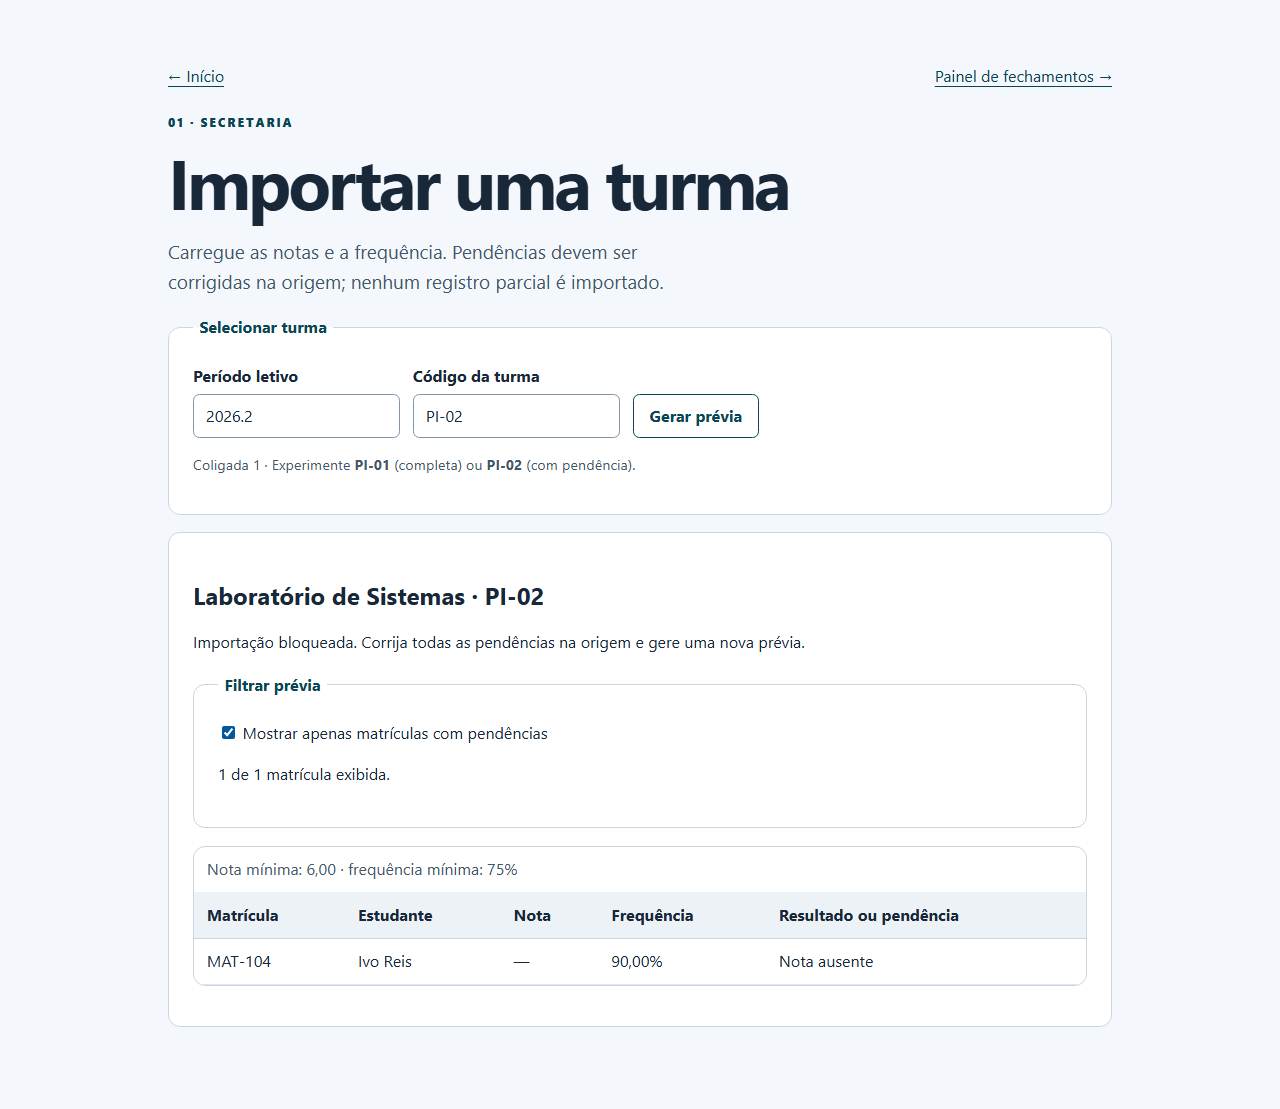 ← Início
Painel de fechamentos →
01 · SECRETARIA
Importar uma turma
Carregue as notas e a frequência. Pendências devem ser
corrigidas na origem; nenhum registro parcial é importado.
Selecionar turma
Período letivo
Código da turma
2026.2
PI-02
Gerar prévia
Coligada 1 · Experimente PI-01 (completa) ou PI-02 (com pendência).
Laboratório de Sistemas · PI-02
Importação bloqueada. Corrija todas as pendências na origem e gere uma nova prévia.
Filtrar prévia
Mostrar apenas matrículas com pendências
1 de 1 matrícula exibida.
Nota mínima: 6,00 · frequência mínima: 75%
Matrícula Estudante Nota Frequência Resultado ou pendência
MAT-104 Ivo Reis — 90,00% Nota ausente